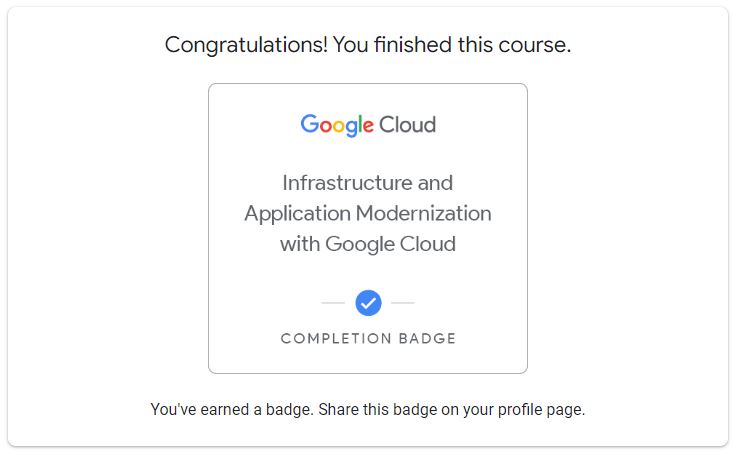 Congratulations! You finished this course.
Google Cloud
Infrastructure and
Application Modernization
with Google Cloud
COMPLETION BADGE
You've earned a badge. Share this badge on your profile page.